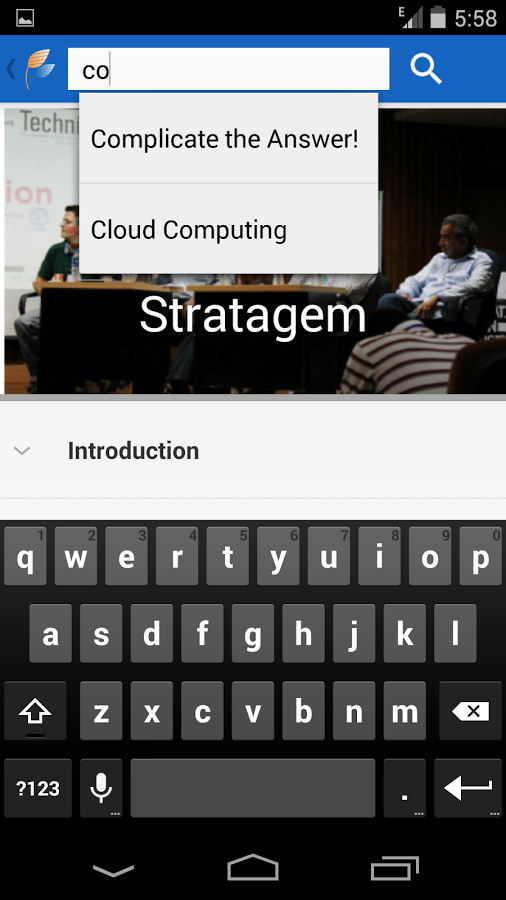 E 5:58
co
Techni
ion
Complicate the Answer!
Cloud Computing
Stratagem
Introduction
1 2 3 4 5 6 7 8 9 0
q w e r t y u i o p
a s d f g h j k l
z x c v b n m
?123 .